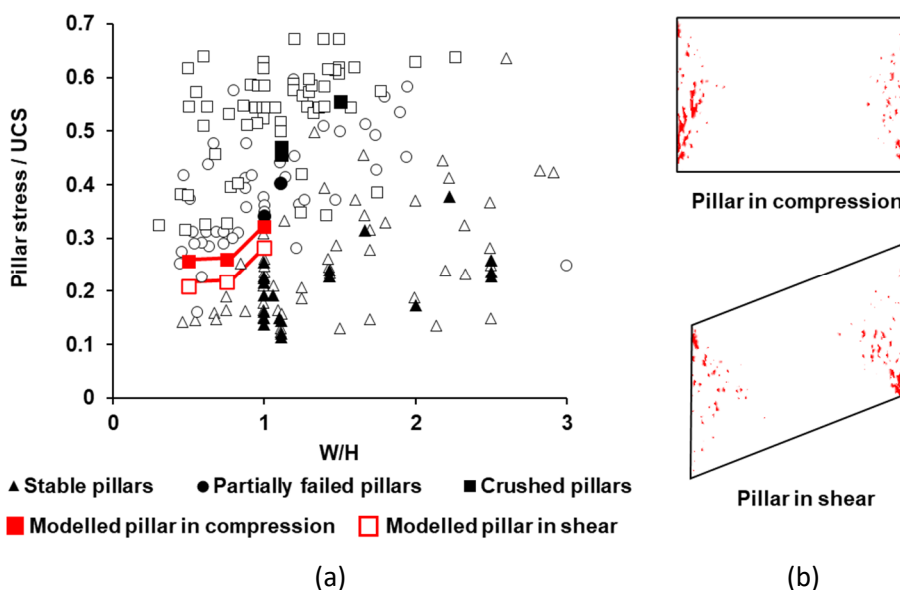 Pillar stress / UCS
0.7
0.6
0.5
0.4
0.3
0.2
0.1
0
0
1
2
3
W/H
Stable pillars
Partially failed pillars
Crushed pillars
Modelled pillar in compression
Modelled pillar in shear
(a)
Pillar in compression
Pillar in shear
(b)